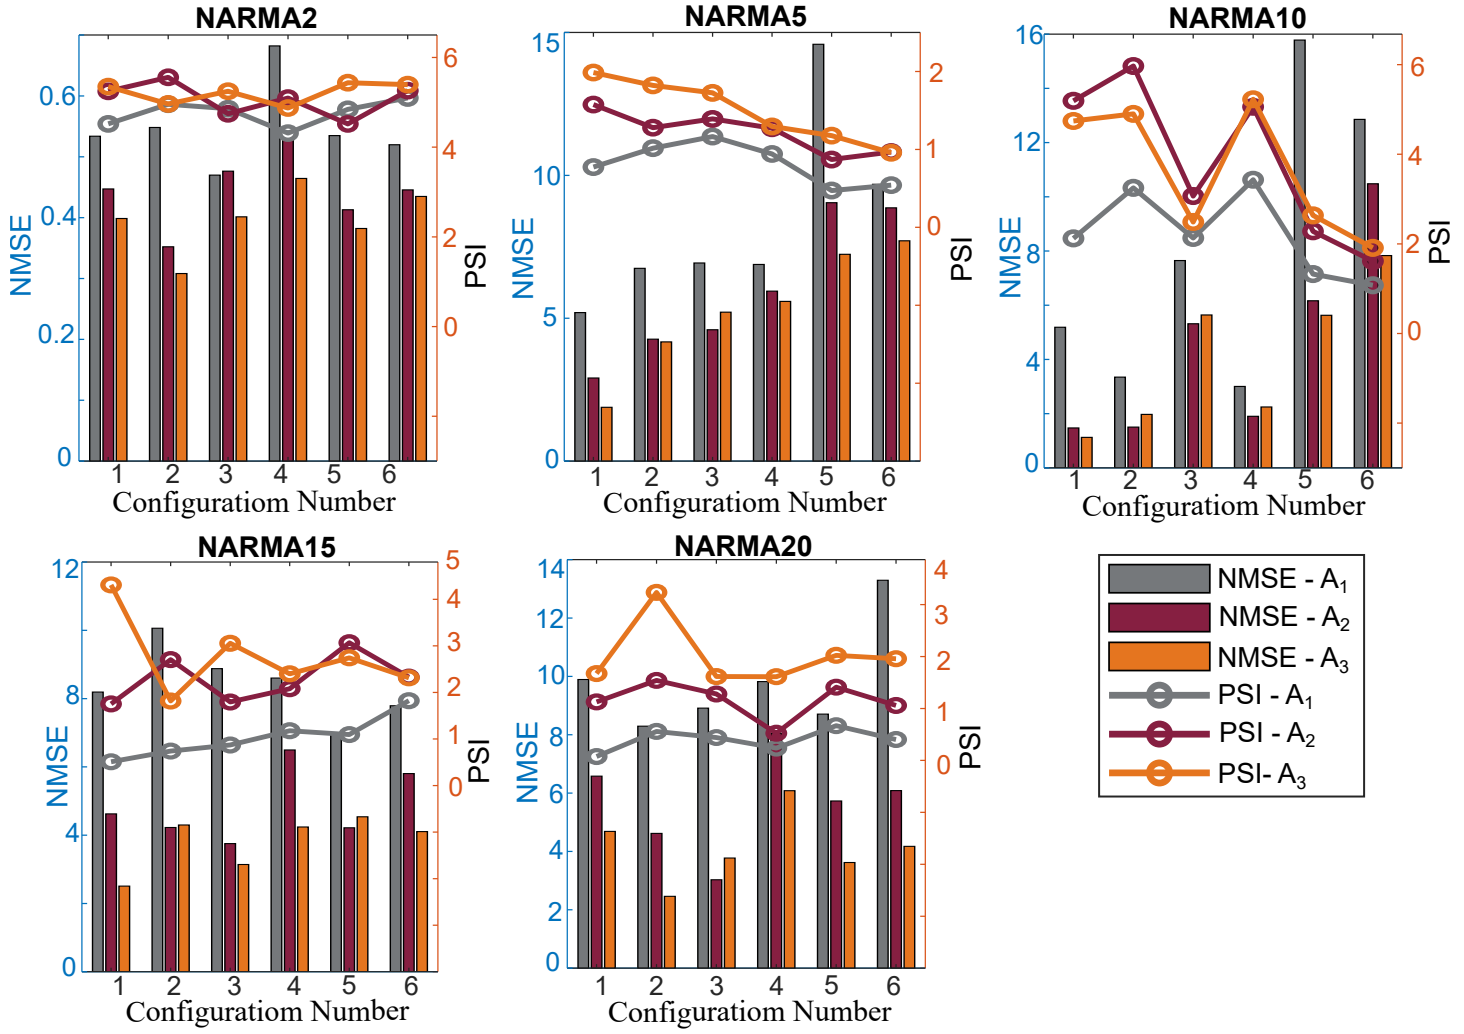 NARMA2
NMSE
0.6
0.4
0.2
0
6
4
2
0
PSI
1 2 3 4 5 6
Configuratiom Number
NARMA5
NMSE
15
10
5
0
2
1
0
PSI
1 2 3 4 5 6
Configuratiom Number
NARMA10
NMSE
16
12
8
4
0
6
4
2
0
PSI
1 2 3 4 5 6
Configuratiom Number
NARMA15
NMSE
12
8
4
0
5
4
3
2
1
0
PSI
1 2 3 4 5 6
Configuratiom Number
NARMA20
NMSE
14
12
10
8
6
4
2
0
4
3
2
1
0
PSI
1 2 3 4 5 6
Configuratiom Number
NMSE - A1
NMSE - A2
NMSE - A3
PSI - A1
PSI - A2
PSI- A3